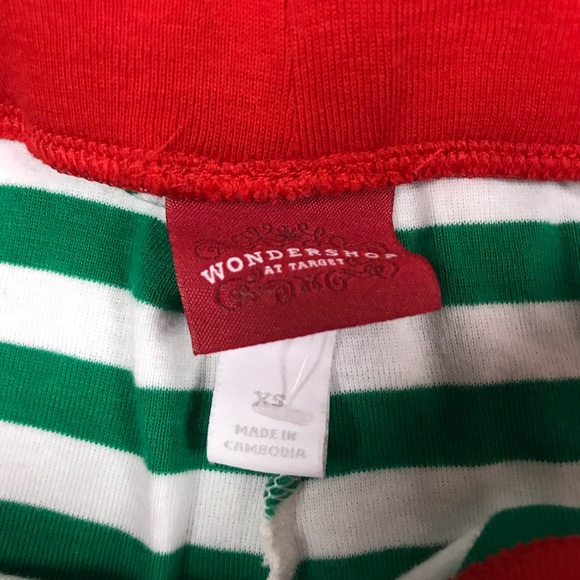 WONDERSHOP
AT TARGET
XS
MADE IN
CAMBODIA